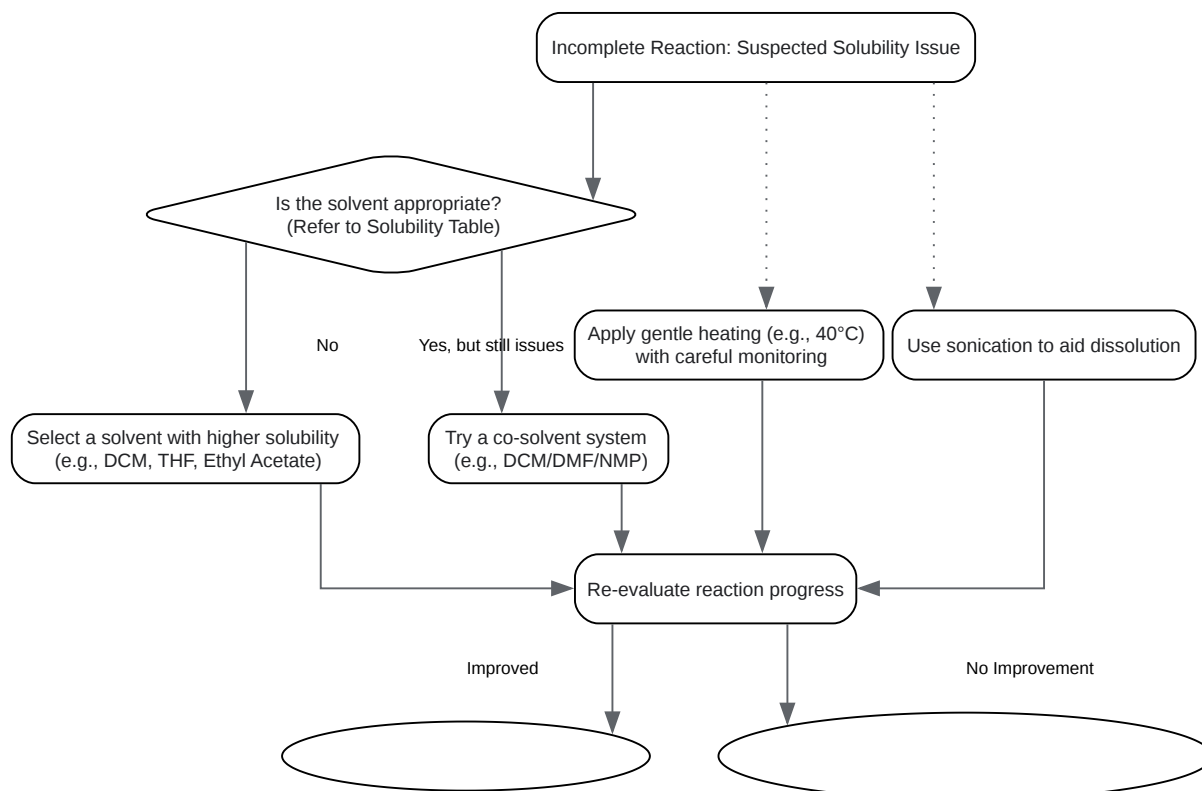 Incomplete Reaction: Suspected Solubility Issue
Is the solvent appropriate?
(Refer to Solubility Table)
No
Yes, but still issues
Apply gentle heating (e.g., 40°C)
with careful monitoring
Use sonication to aid dissolution
Select a solvent with higher solubility
(e.g., DCM, THF, Ethyl Acetate)
Try a co-solvent system
(e.g., DCM/DMF/NMP)
Re-evaluate reaction progress
Improved
No Improvement